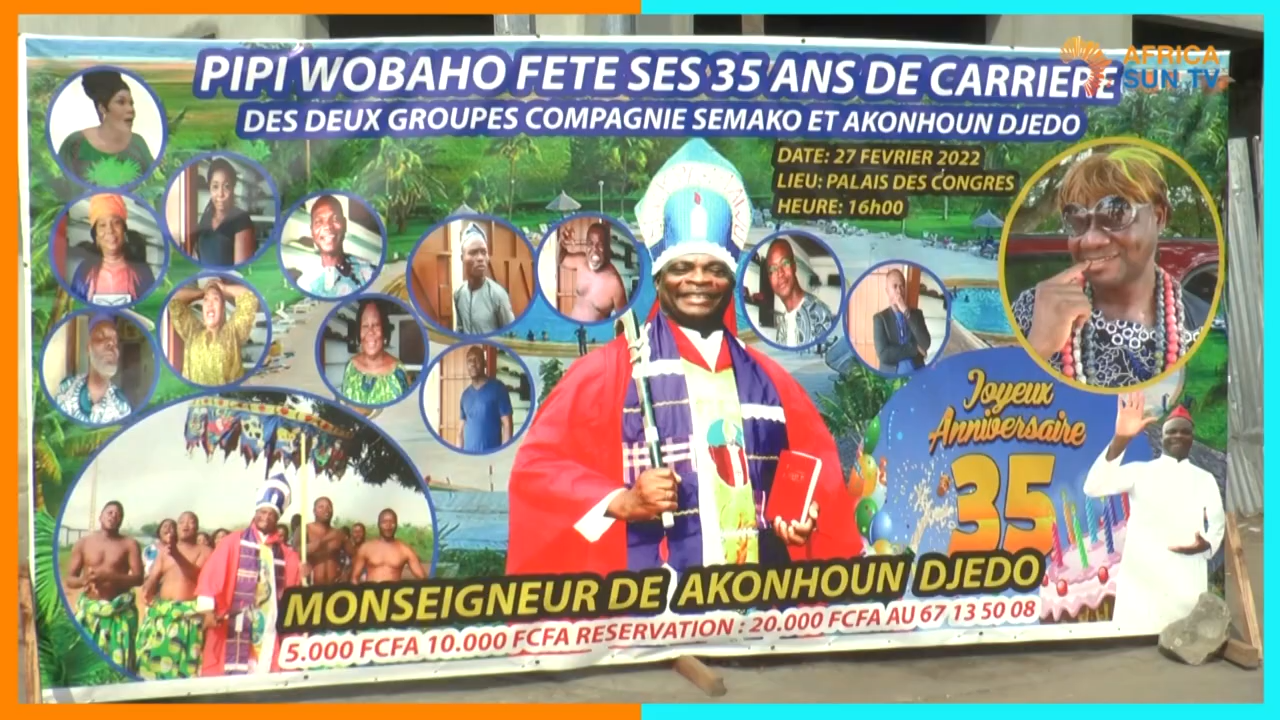 PIPI WOBAHO FETE SES 35 ANS DE CARRIERE
DES DEUX GROUPES COMPAGNIE SEMAKO ET AKONHOUN DJEDO
AFRICA
SUN.TV
DATE: 27 FEVRIER 2022
LIEU: PALAIS DES CONGRES
HEURE: 16h00
Joyeux
Anniversaire
35
MONSEIGNEUR DE AKONHOUN DJEDO
5.000 FCFA 10.000 FCFA RESERVATION : 20.000 FCFA AU 67 13 50 08